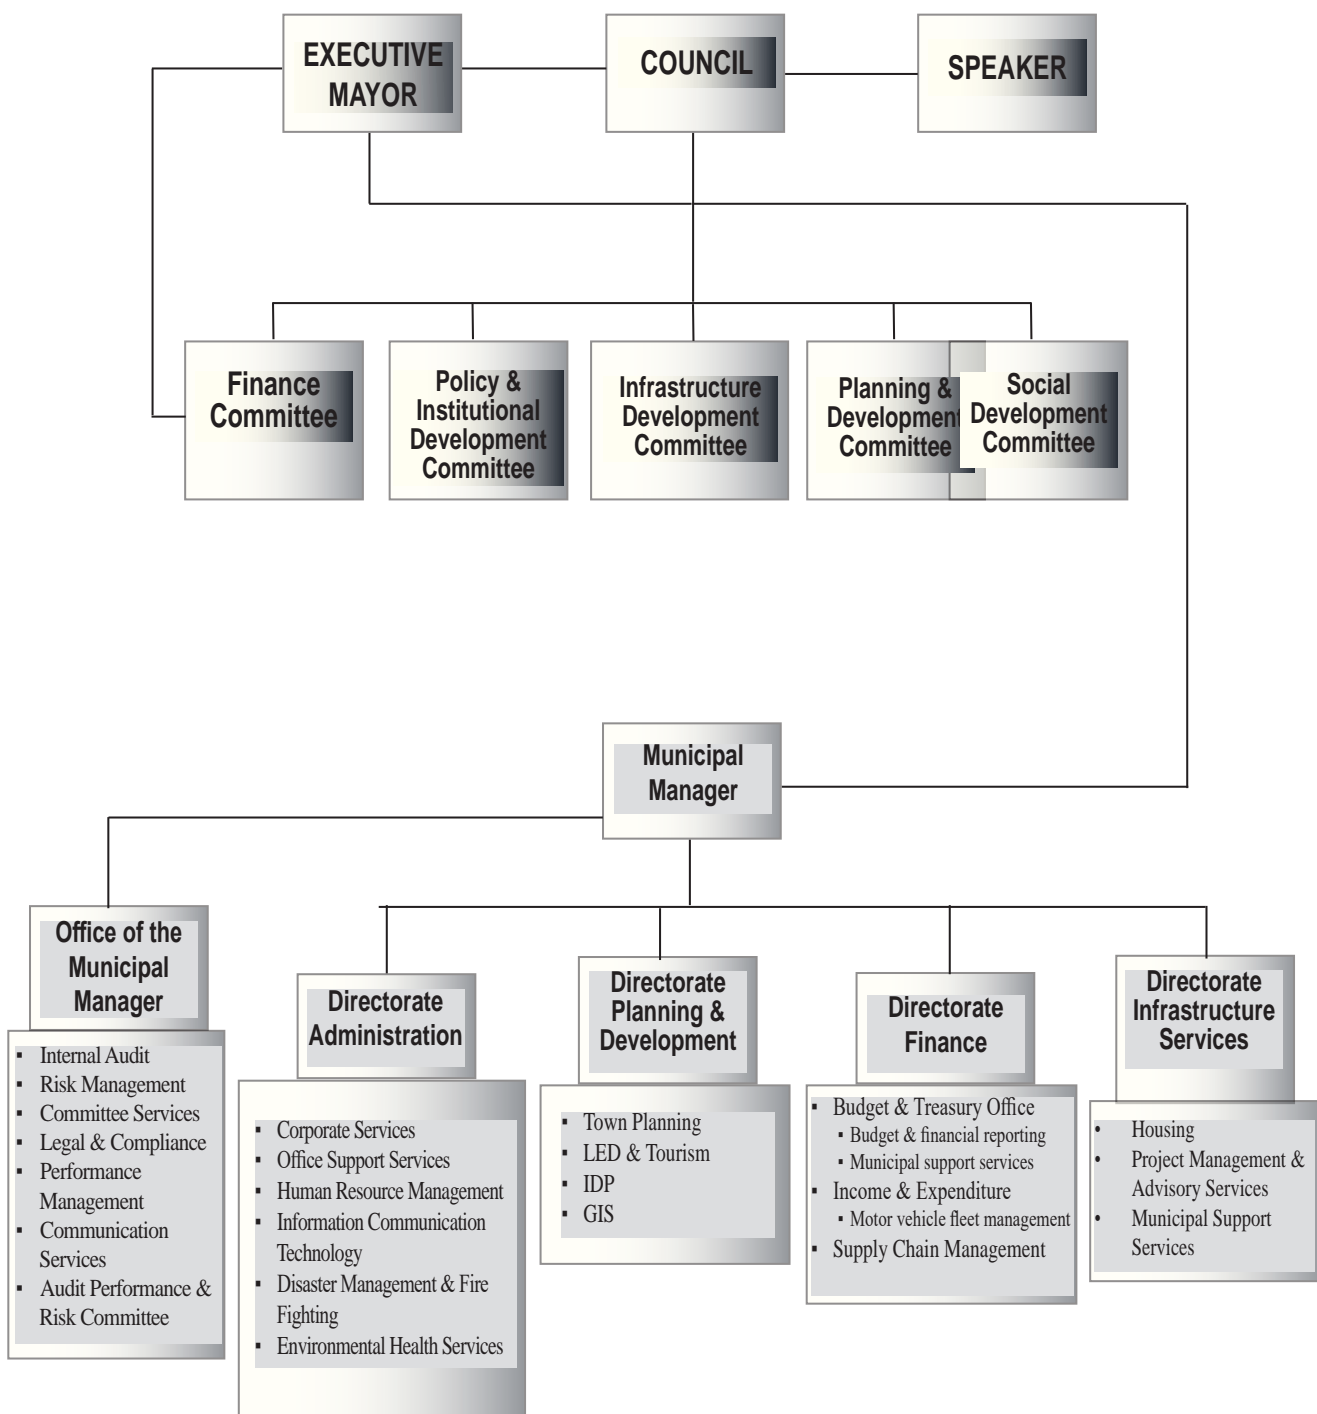 EXECUTIVE
MAYOR
COUNCIL
SPEAKER
Finance
Committee
Policy &
Institutional
Development
Committee
Infrastructure
Development
Committee
Planning &
Development
Committee
Social
Development
Committee
Municipal
Manager
Office of the
Municipal
Manager
▪ Internal Audit
▪ Risk Management
▪ Committee Services
▪ Legal & Compliance
▪ Performance
Management
▪ Communication
Services
▪ Audit Performance &
Risk Committee
Directorate
Administration
▪ Corporate Services
▪ Office Support Services
▪ Human Resource Management
▪ Information Communication
Technology
▪ Disaster Management & Fire
Fighting
▪ Environmental Health Services
Directorate
Planning &
Development
▪ Town Planning
▪ LED & Tourism
▪ IDP
▪ GIS
Directorate
Finance
▪ Budget & Treasury Office
▪ Budget & financial reporting
▪ Municipal support services
▪ Income & Expenditure
▪ Motor vehicle fleet management
▪ Supply Chain Management
Directorate
Infrastructure
Services
• Housing
• Project Management &
Advisory Services
• Municipal Support
Services